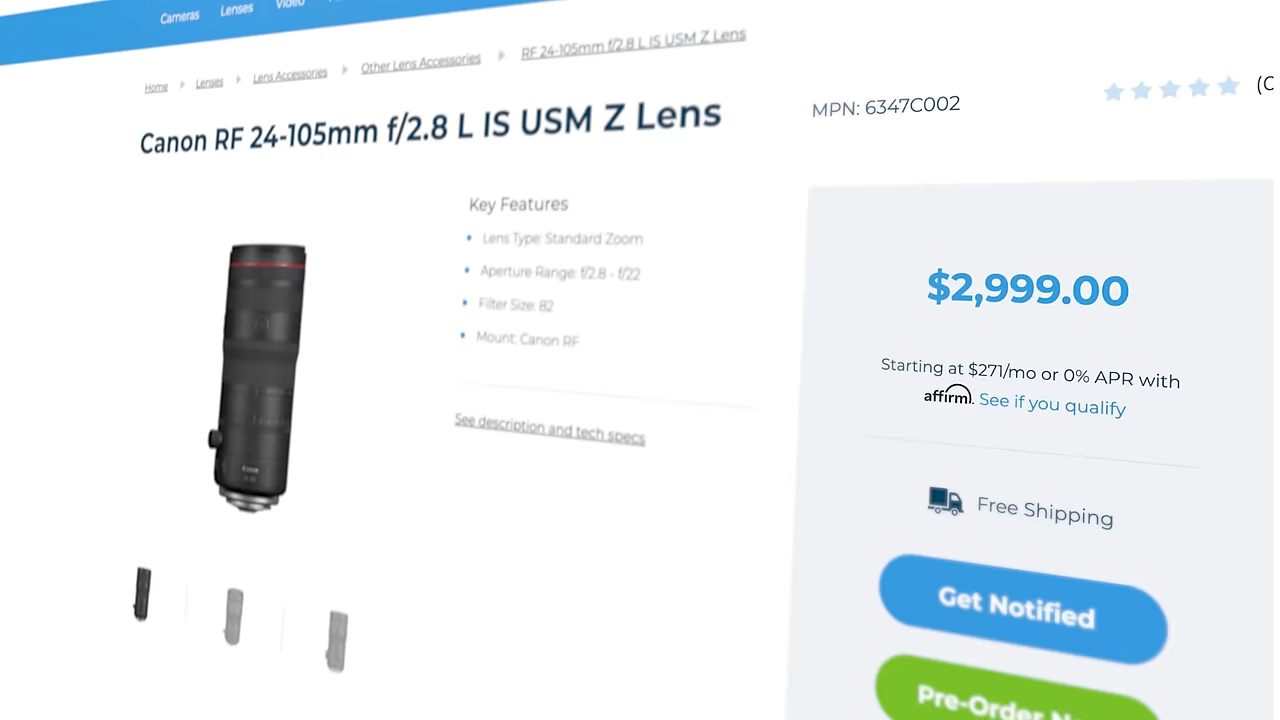 Cameras Lenses Video
Home Lenses Lens Accessories Other Lens Accessories RF 24-105mm f/2.8 L IS USM Z Lens
Canon RF 24-105mm f/2.8 L IS USM Z Lens
MPN: 6347C002
Key Features
Lens Type: Standard Zoom
Aperture Range: f/2.8 - f/22
Filter Size: 82
Mount: Canon RF
See description and tech specs
Canon
$2,999.00
Starting at $271/mo or 0% APR with
affirm. See if you qualify
Free Shipping
Get Notified
Pre-Order